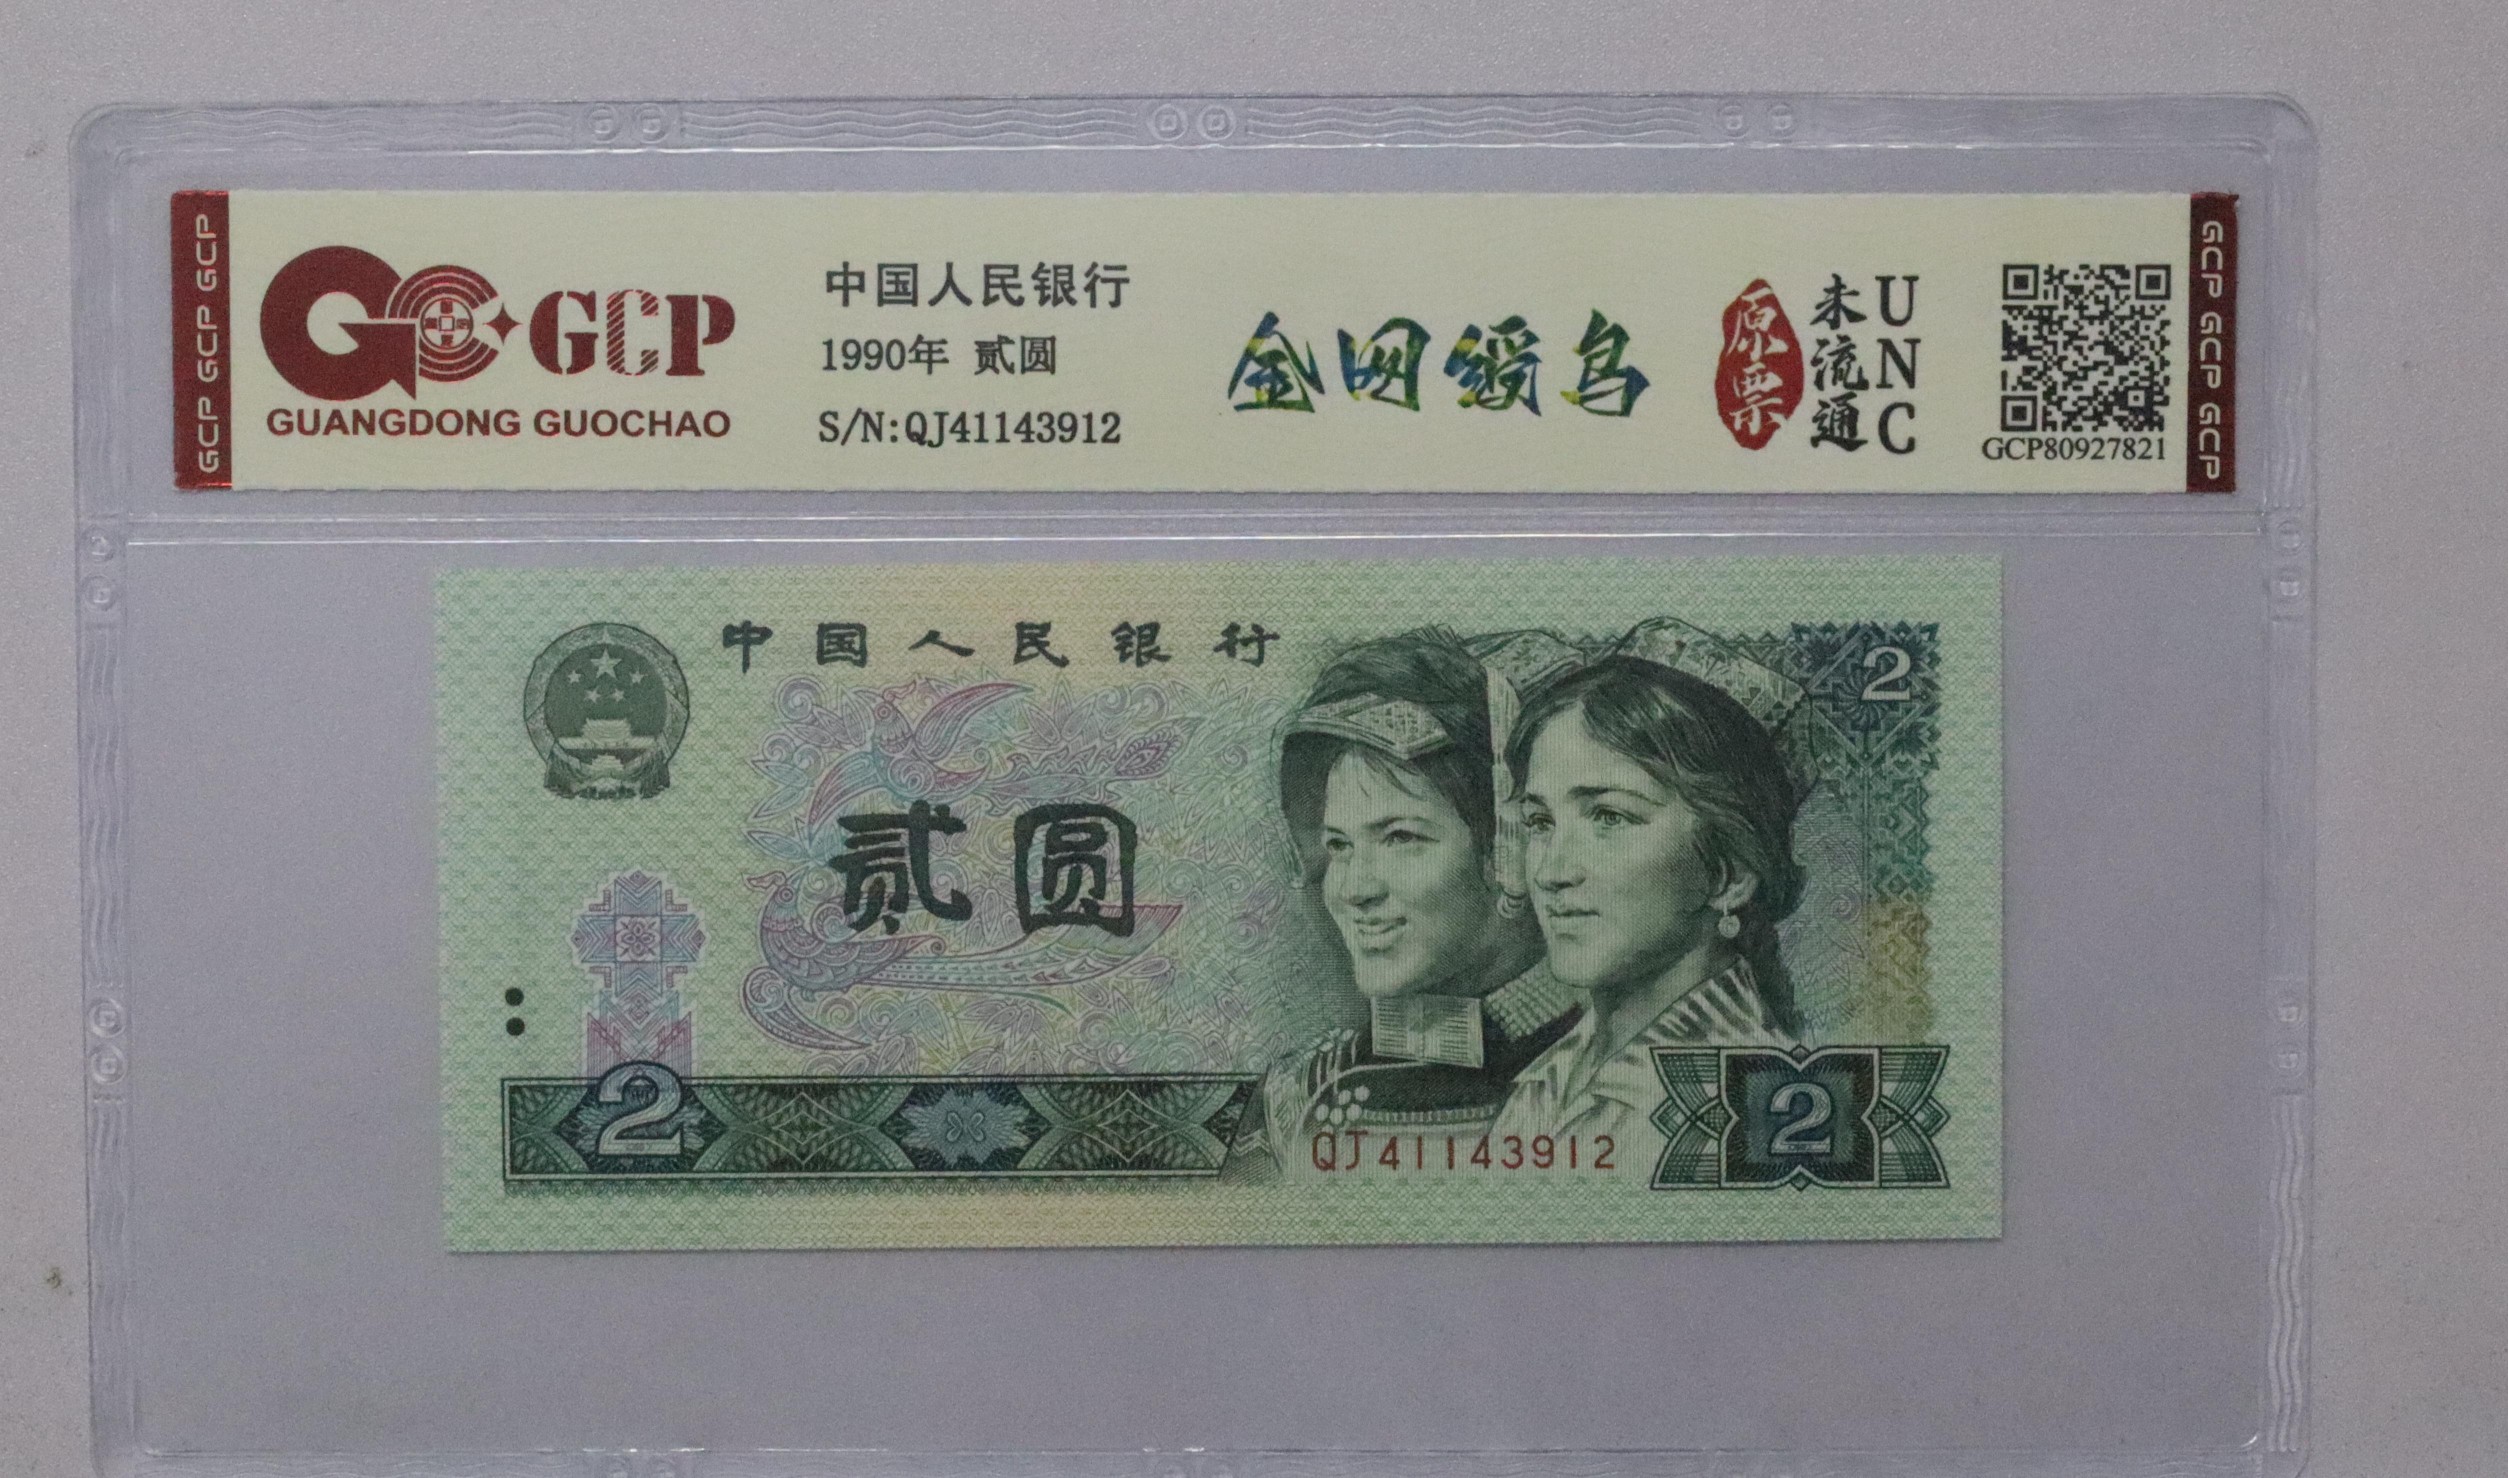 GCP GCP GCP
GCP
GUANGDONG GUOCHAO
中国人民银行
1990年 贰圆
S/N:QJ41143912
金网绶鸟
原票
未流通
UNC
GCP80927821
GCP GCP GCP
中国人民银行
2
贰圆
2
QJ41143912
2